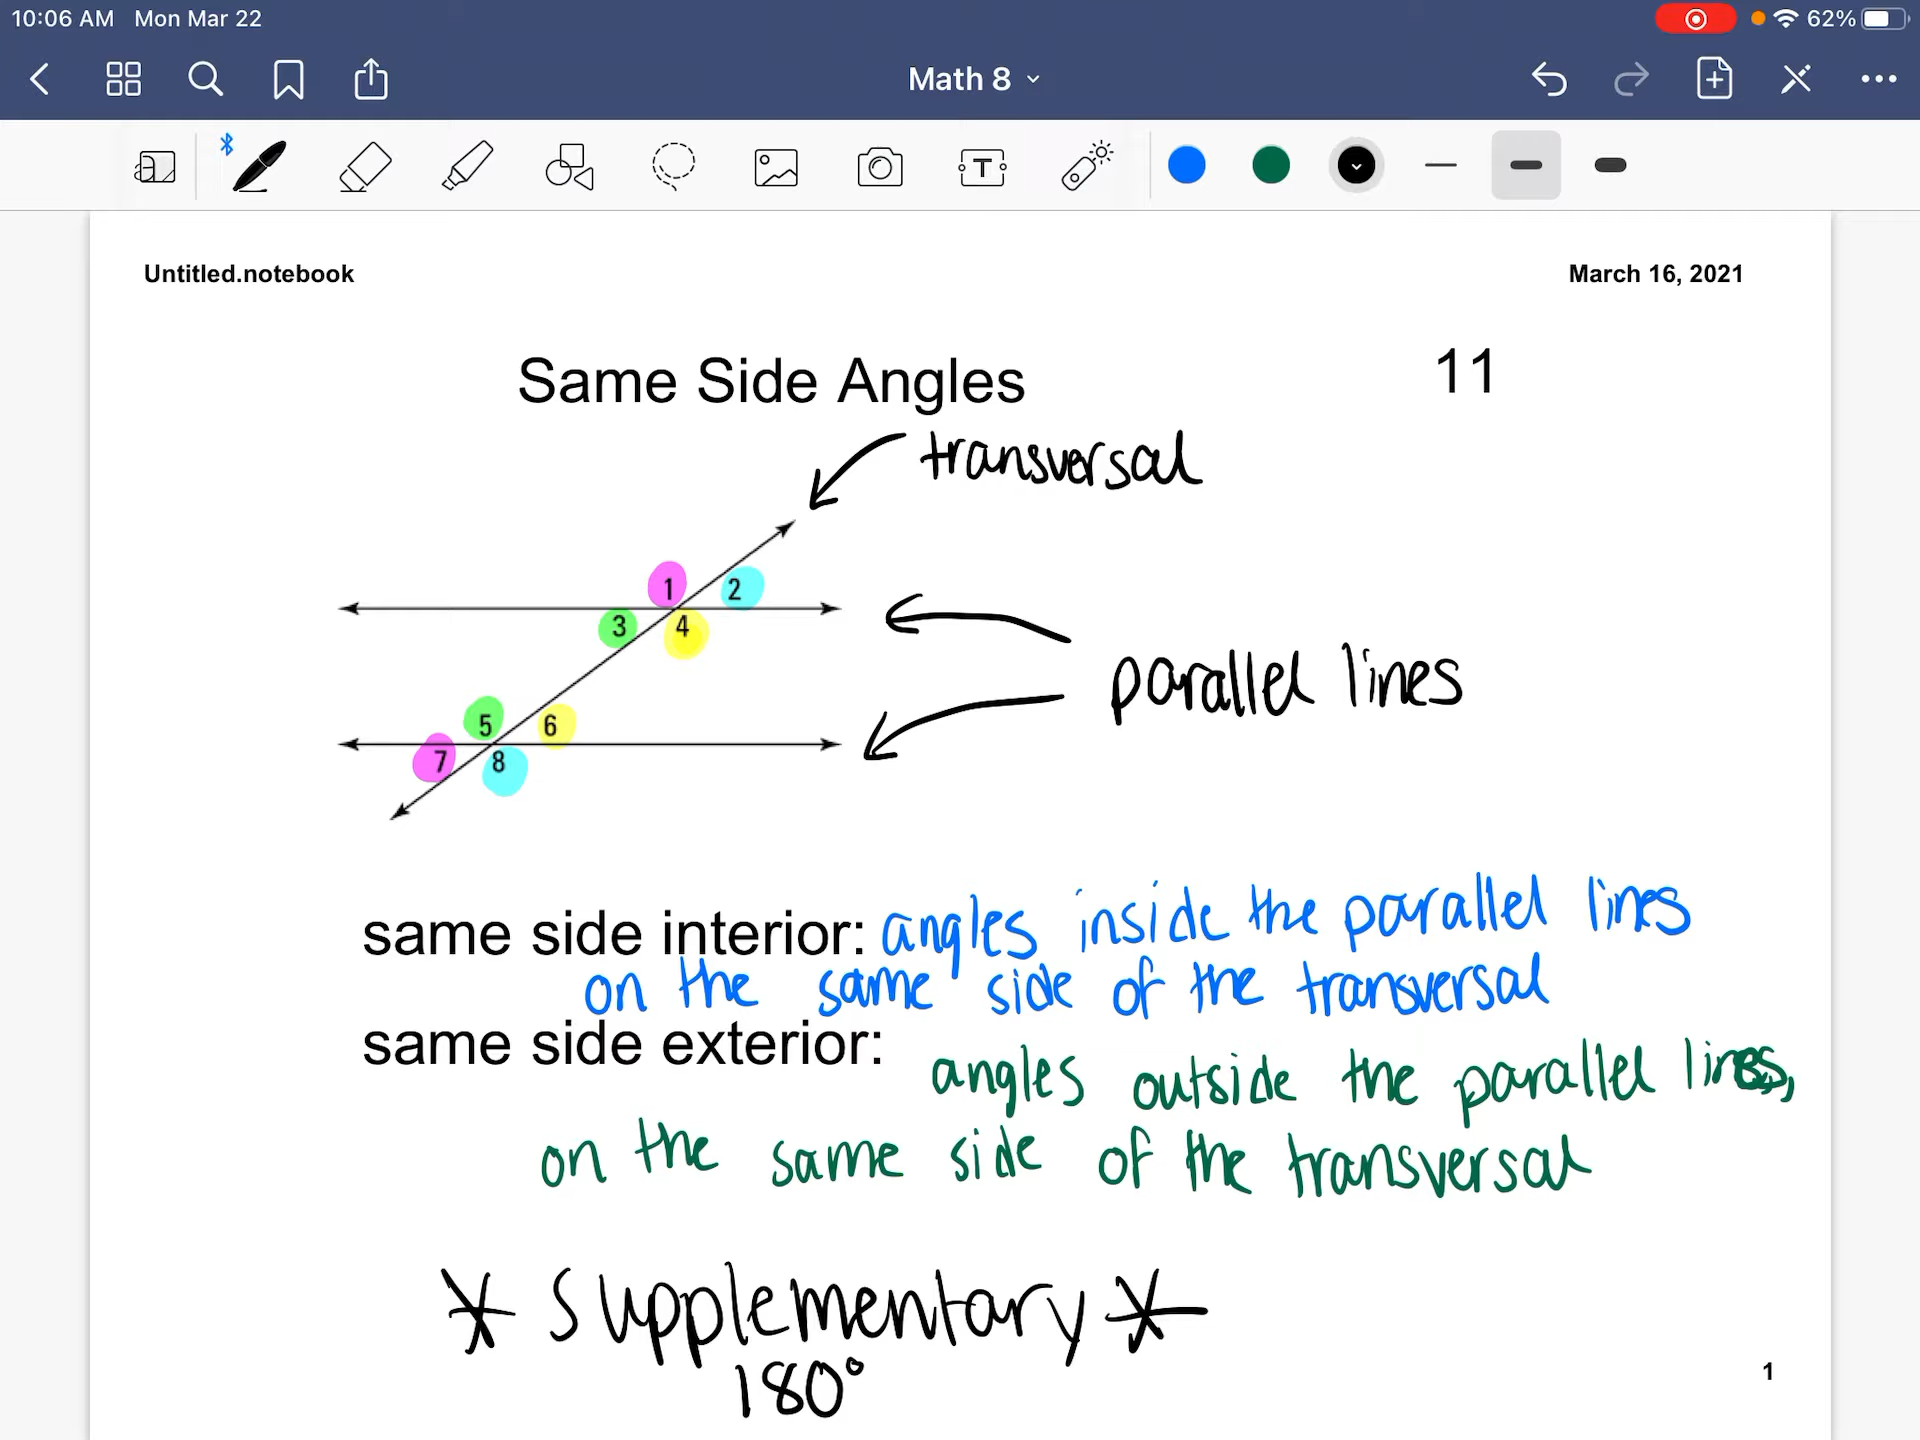 10:06 AM Mon Mar 22
62%
Math 8
T
Untitled.notebook
March 16, 2021
Same Side Angles 11
transversal
1 2
3 4
parallel lines
5 6
7 8
same side interior: angles inside the parallel lines
on the same side of the transversal
same side exterior: angles outside the parallel lines,
on the same side of the transversal
* Supplementary *
180°
1